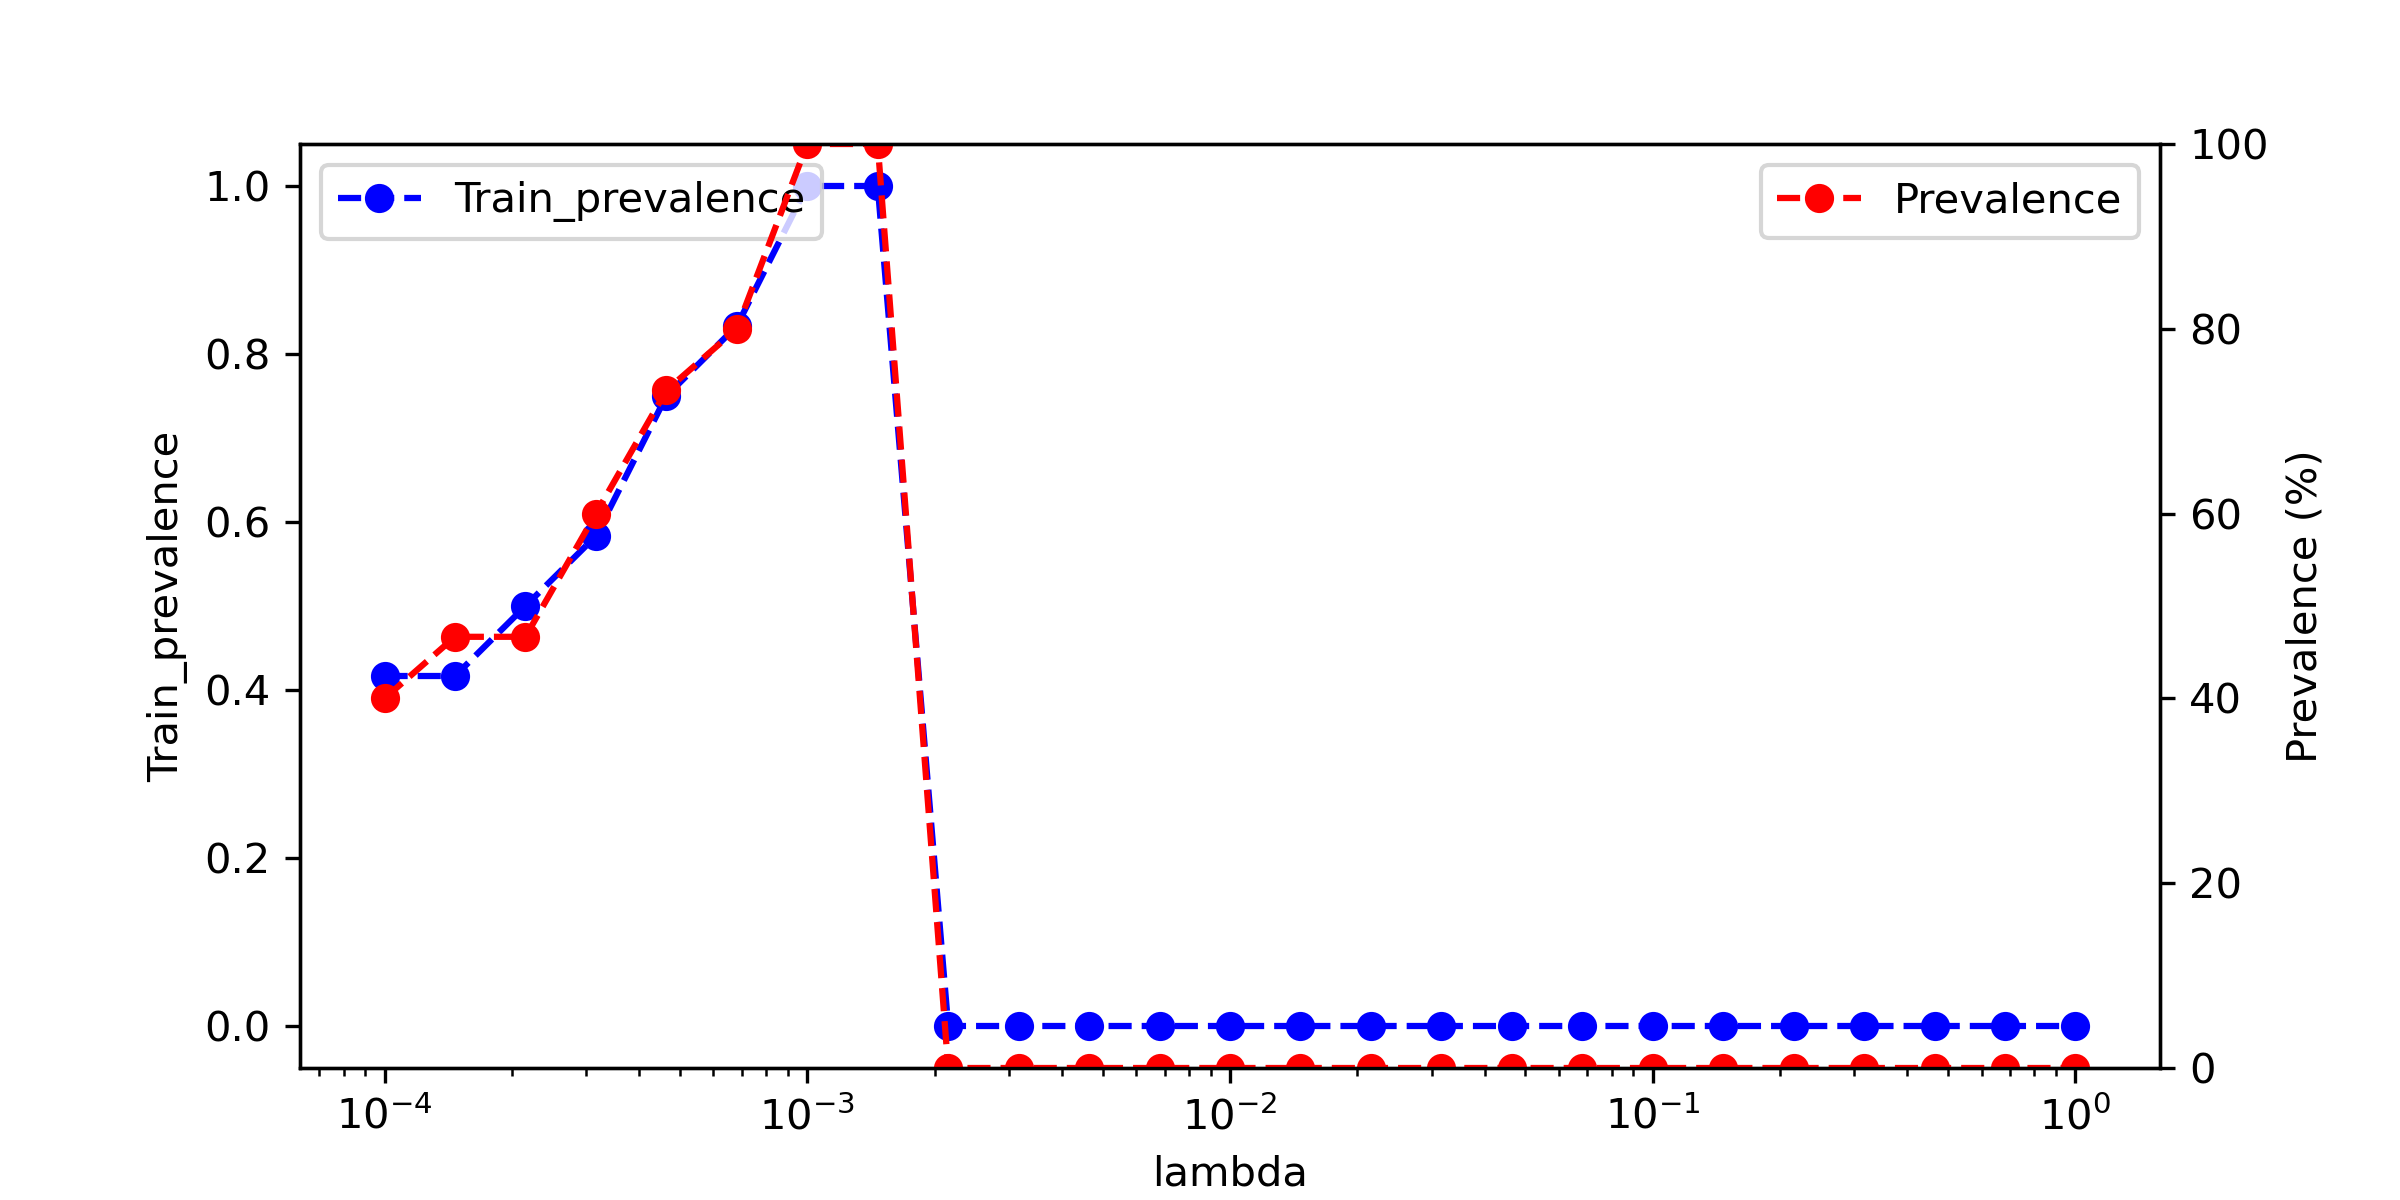 Train_prevalence
Prevalence
1.0
0.8
0.6
0.4
0.2
0.0
Train_prevalence
100
80
60
40
20
0
Prevalence (%)
10⁻⁴ 10⁻³ 10⁻² 10⁻¹ 10⁰
lambda